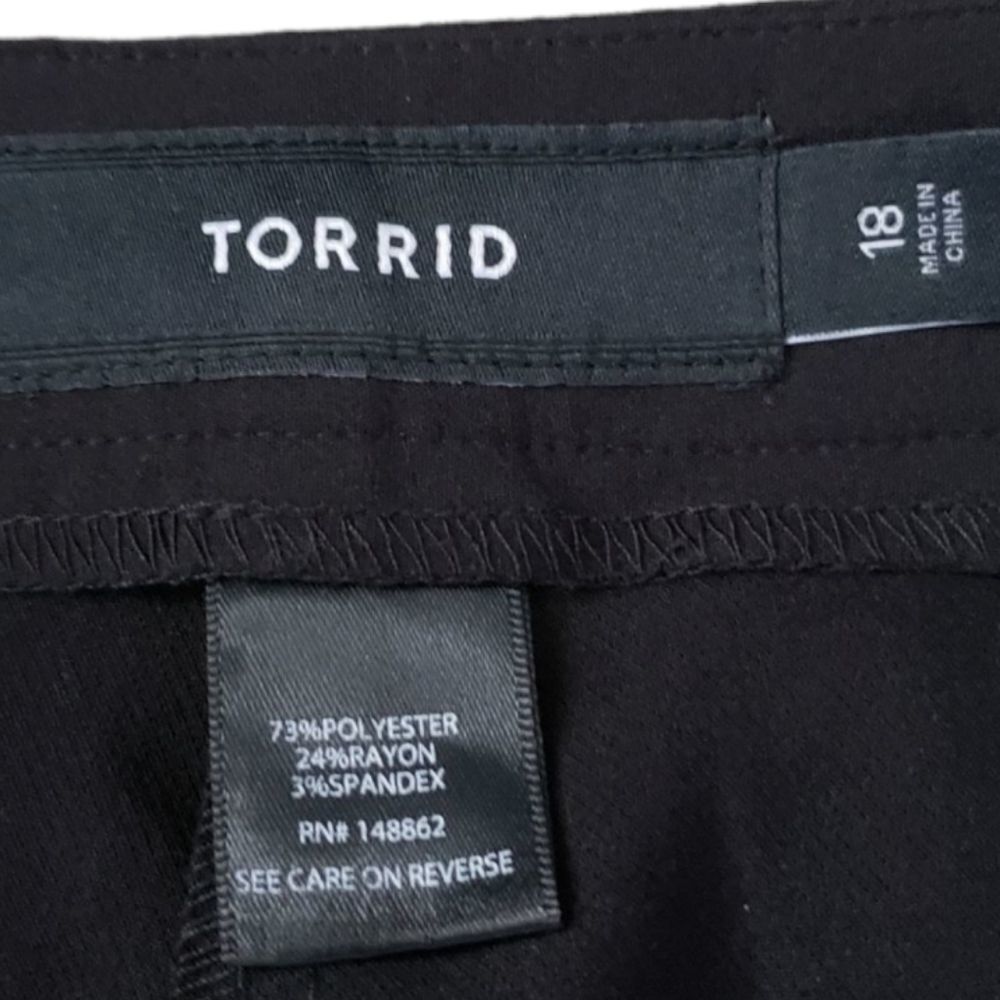 TORRID
18
MADE IN
CHINA
73%POLYESTER
24%RAYON
3%SPANDEX
RN# 148862
SEE CARE ON REVERSE